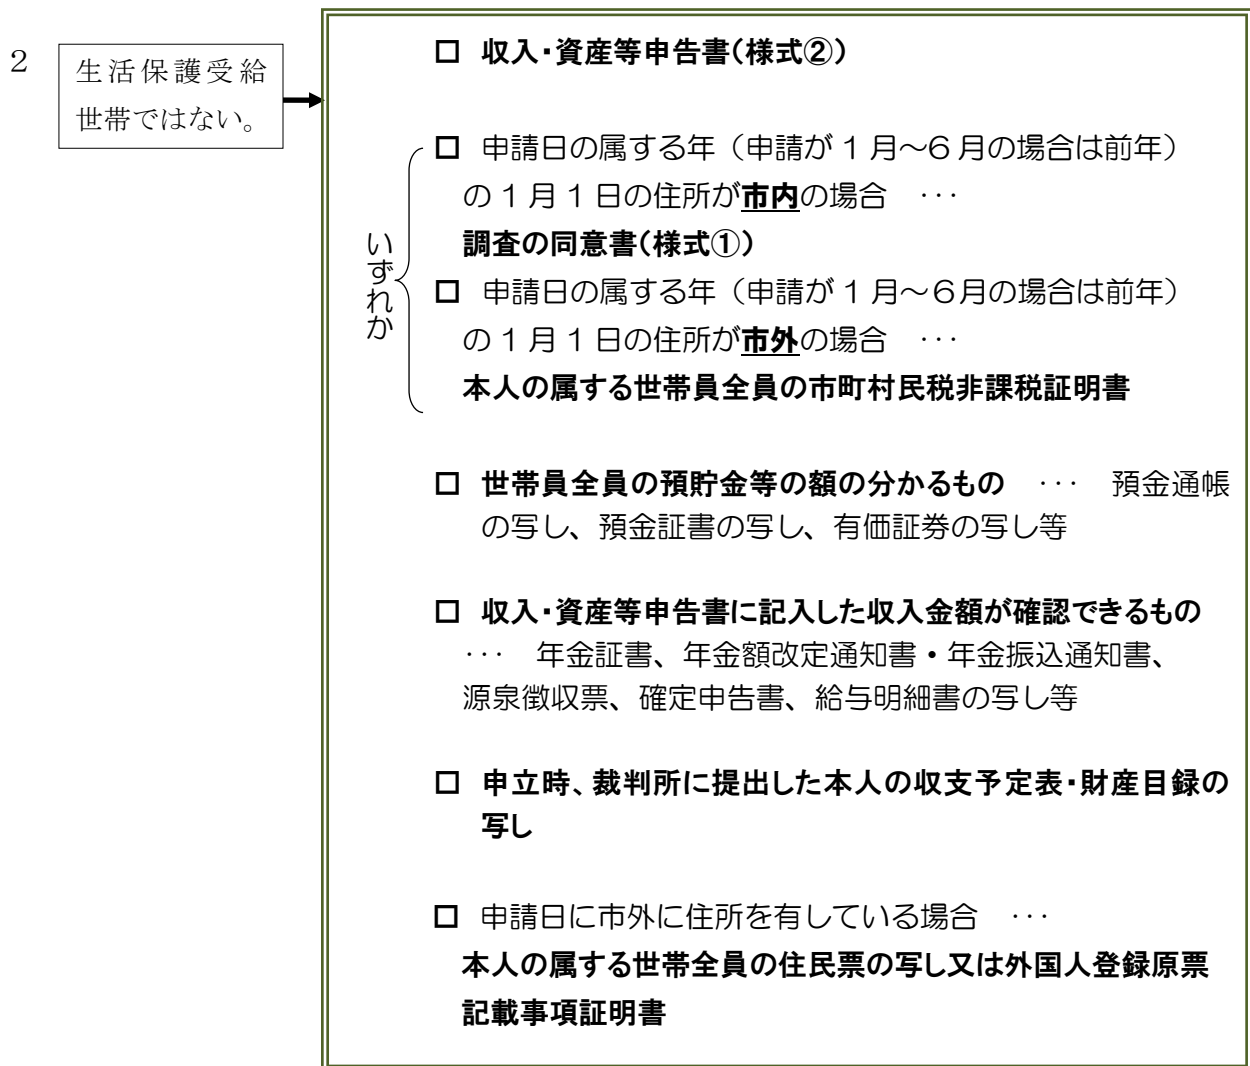 2
生活保護受給
世帯ではない。
□ 収入・資産等申告書(様式②)
いずれか
□ 申請日の属する年（申請が１月～６月の場合は前年）
の１月１日の住所が市内の場合　…
調査の同意書(様式①)
□ 申請日の属する年（申請が１月～６月の場合は前年）
の１月１日の住所が市外の場合　…
本人の属する世帯員全員の市町村民税非課税証明書
□ 世帯員全員の預貯金等の額の分かるもの　…　預金通帳
の写し、預金証書の写し、有価証券の写し等
□ 収入・資産等申告書に記入した収入金額が確認できるもの
…　年金証書、年金額改定通知書・年金振込通知書、
源泉徴収票、確定申告書、給与明細書の写し等
□ 申立時、裁判所に提出した本人の収支予定表・財産目録の
写し
□ 申請日に市外に住所を有している場合　…
本人の属する世帯全員の住民票の写し又は外国人登録原票
記載事項証明書